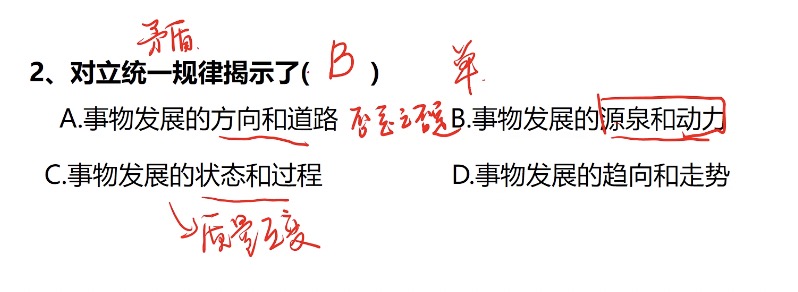 矛盾
2、对立统一规律揭示了( B ) 单
A.事物发展的方向和道路 否定之否定 B.事物发展的源泉和动力
C.事物发展的状态和过程 D.事物发展的趋向和走势
质量互变